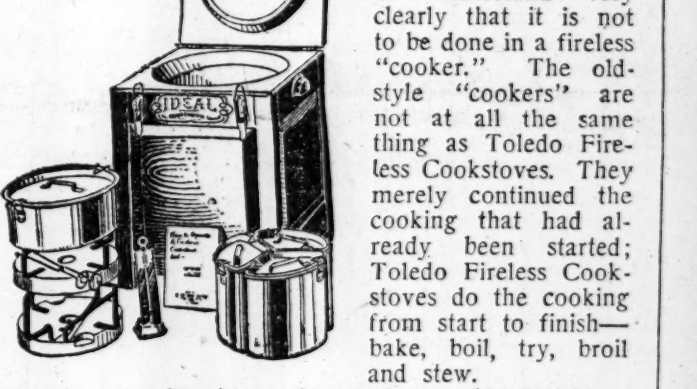 clearly that it is not
to be done in a fireless
“cooker.” The old-
style “cookers” are
not at all the same
thing as Toledo Fire-
less Cookstoves. They
merely continued the
cooking that had al-
ready been started;
Toledo Fireless Cook-
stoves do the cooking
from start to finish—
bake, boil, try, broil
and stew.
IDEAL